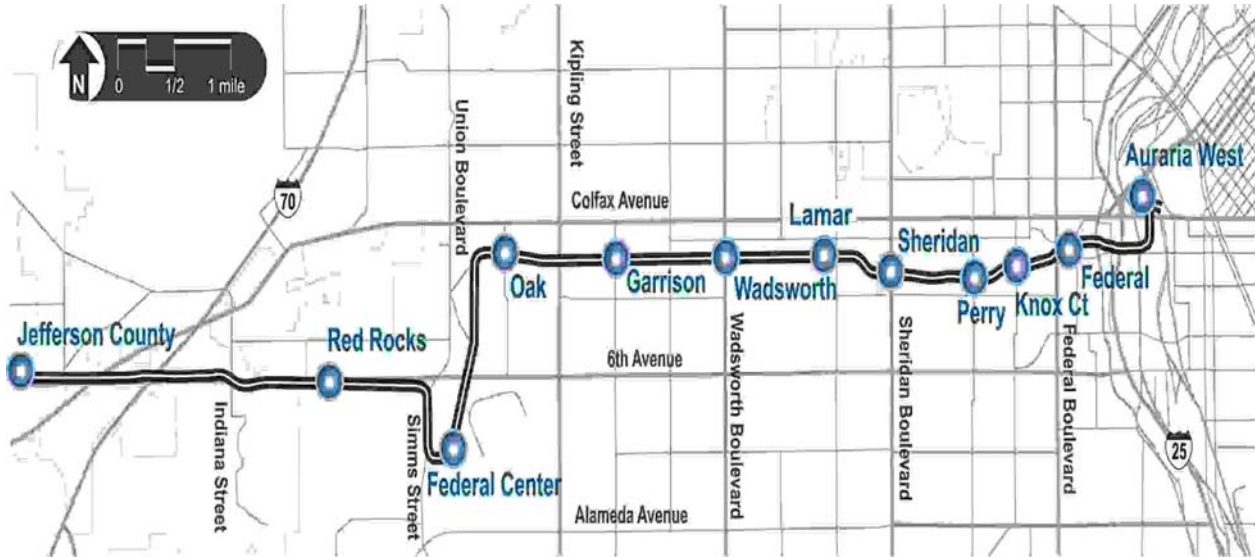 N
0 1/2 1 mile
70
Union Boulevard
Kipling Street
Colfax Avenue
Auraria West
Lamar
Sheridan
Oak
Garrison
Wadsworth
Perry
Knox Ct
Federal
Jefferson County
Red Rocks
6th Avenue
Indiana Street
Simms Street
Federal Center
Wadsworth Boulevard
Sheridan Boulevard
Federal Boulevard
25
Alameda Avenue